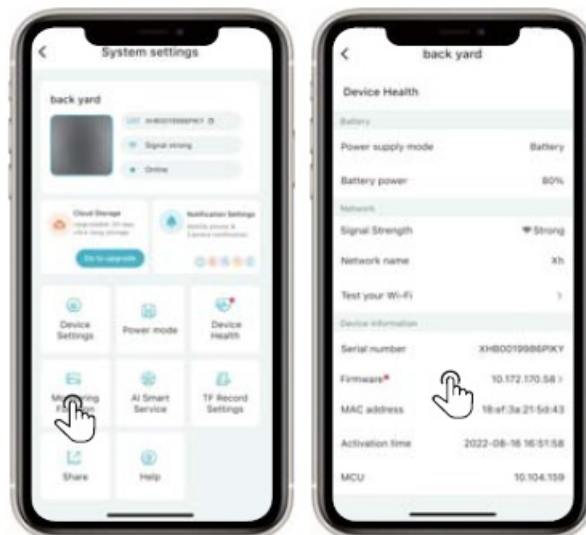 System settings
back yard
Signal strong
Online
Cloud Storage
Go to upgrade
Notification Settings
Device Settings
Power mode
Device Health
AI Smart Service
TF Record Settings
Share
Help
back yard
Device Health
Battery
Power supply mode Battery
Battery power 80%
Network
Signal Strength Strong
Network name Xh
Test your Wi-Fi
Device information
Serial number XHB0019986PIKY
Firmware 10.172.170.58
MAC address 18:ef:3a:21:5d:43
Activation time 2022-08-16 16:51:58
MCU 10.104.159